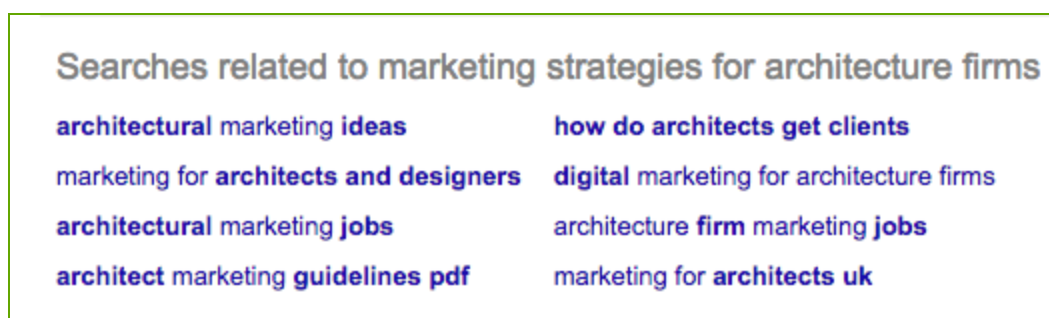 Searches related to marketing strategies for architecture firms
architectural marketing ideas
marketing for architects and designers
architectural marketing jobs
architect marketing guidelines pdf
how do architects get clients
digital marketing for architecture firms
architecture firm marketing jobs
marketing for architects uk